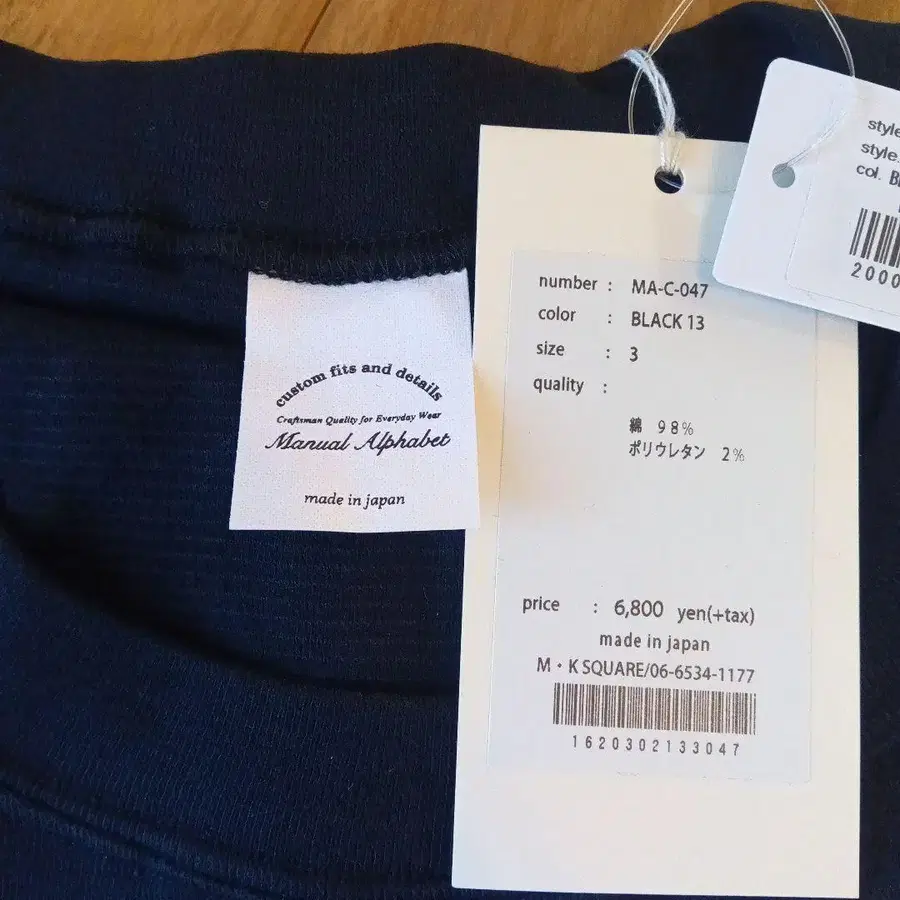 custom fits and details
Craftsman Quality for Everyday Wear
Manual Alphabet
made in japan
number : MA-C-047
color : BLACK 13
size : 3
quality :
綿 98%
ポリウレタン 2%
price : 6,800 yen(+tax)
made in japan
M・K SQUARE/06-6534-1177
1620302133047
style
style.
col. B
2000